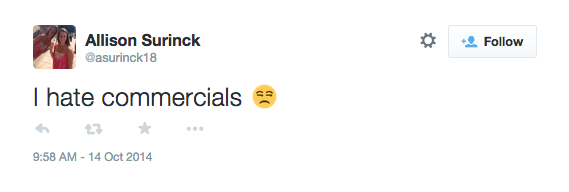 Allison Surinck
@asurinck18
Follow
I hate commercials 😒
9:58 AM - 14 Oct 2014